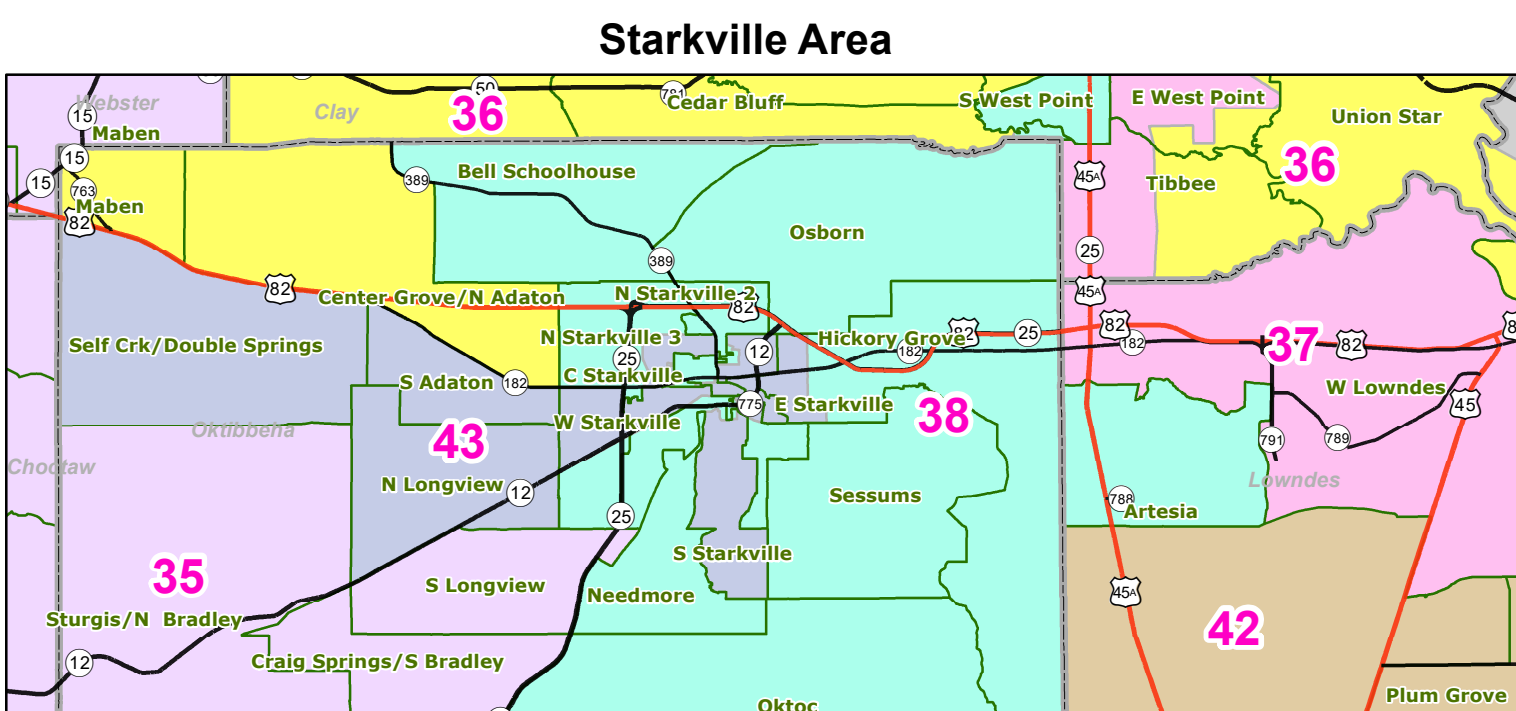 Starkville Area
50
781
Webster
Clay
36
Cedar Bluff
S West Point
E West Point
Union Star
15
Maben
15
15
763
Maben
82
389
Bell Schoolhouse
45A
Tibbee
36
Osborn
25
389
82
Center Grove/N Adaton
N Starkville 2
82
45A
Self Crk/Double Springs
N Starkville 3
25
12
Hickory Grove
182
82
25
82
182
37
82
S Adaton
182
C Starkville
W Lowndes
45
775
E Starkville
38
W Starkville
Oktibbeha
43
791
789
Choctaw
N Longview
12
Sessums
Lowndes
788
Artesia
25
S Starkville
35
S Longview
Needmore
45A
Sturgis/N Bradley
42
12
Craig Springs/S Bradley
Plum Grove
Oktoc